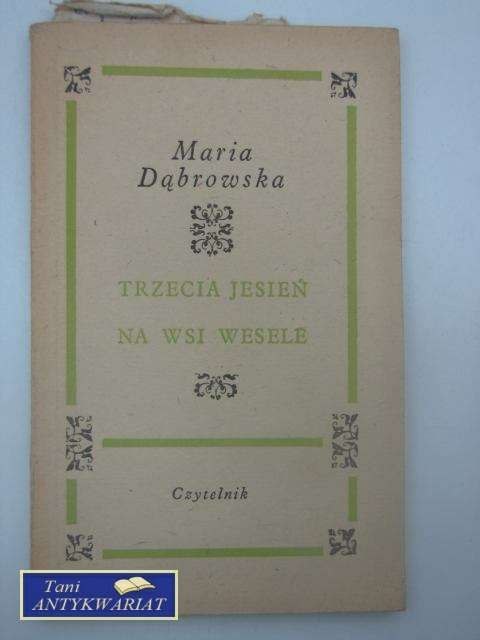 Maria
Dąbrowska
TRZECIA JESIEŃ
NA WSI WESELE
Czytelnik
Tani
ANTYKWARIAT